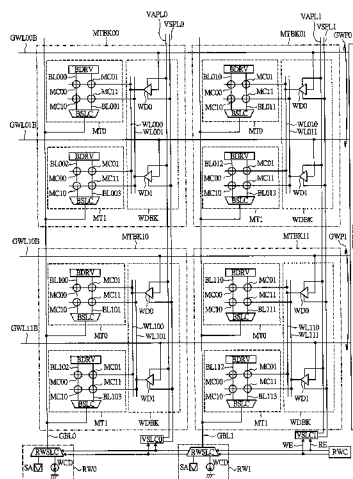 VAPL0 VAPL1
VSPL0 VSPL1
GWL00B MTBK00 MTBK01 GWP0
BDRV BDRV
BL000 MC01 BL010 MC01
MC00 MC11 WD0 MC00 MC11 WD0
MC10 BL001 WL000 MC10 BL011 WL010
BSLC WL001 BSLC WL011
MT0 MT0
GWL01B
BDRV BDRV
BL002 MC01 BL012 MC01
MC00 MC11 MC00 MC11
MC10 BL003 WD1 MC10 BL013 WD1
BSLC BSLC
MT1 WDBK MT1 WDBK
GWL10B MTBK10 MTBK11 GWP1
BDRV BDRV
BL100 MC01 BL110 MC01
MC00 MC11 WD0 MC00 MC11 WD0
MC10 BL101 WL100 MC10 BL111 WL110
BSLC WL101 BSLC WL111
MT0 MT0
GWL11B
BDRV BDRV
BL102 MC01 BL112 MC01
MC00 MC11 MC00 MC11
MC10 BL103 WD1 MC10 BL113 WD1
BSLC BSLC
MT1 WDBK MT1 WDBK
GBL0 VSLC0 GBL1 WE VSLC1 RE
RWSLC RWSLC RWC
WCD WCD
SA RW0 SA RW1